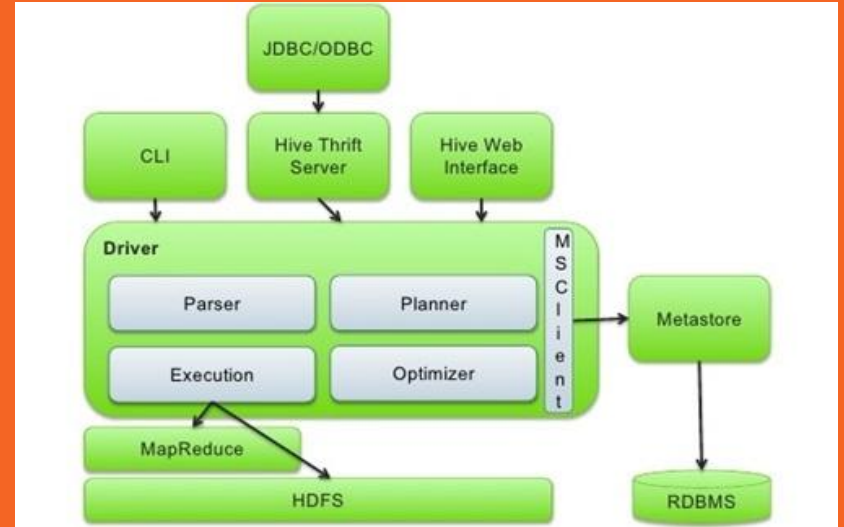 JDBC/ODBC
CLI
Hive Thrift
Server
Hive Web
Interface
Driver
Parser
Planner
Execution
Optimizer
M
S
C
l
i
e
n
t
Metastore
MapReduce
HDFS
RDBMS